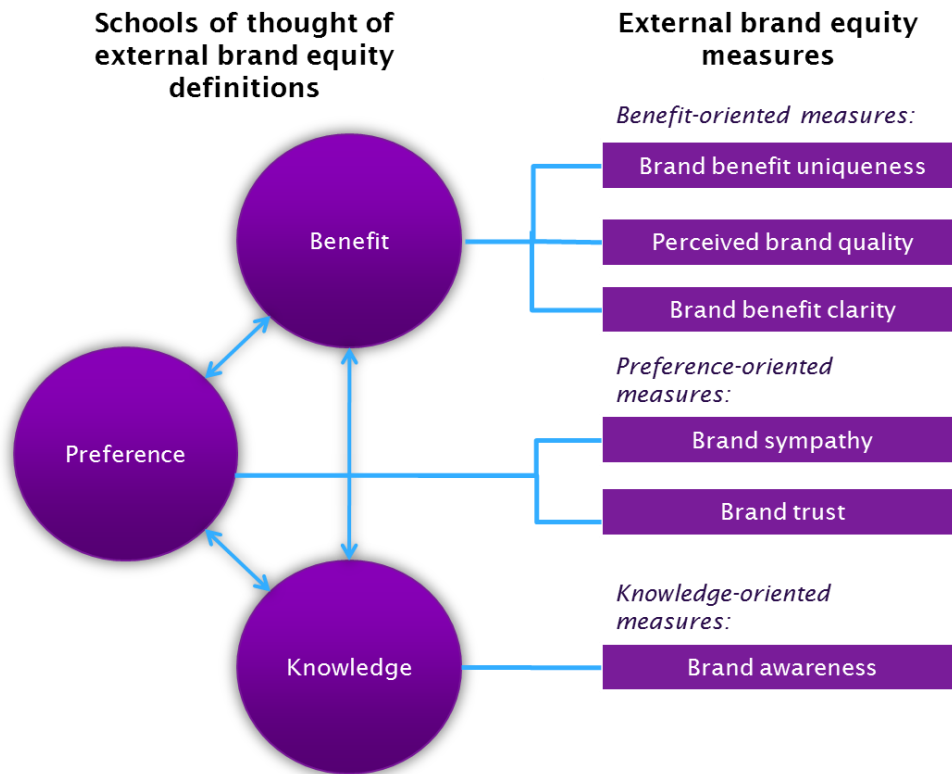 Schools of thought of
external brand equity
definitions
External brand equity
measures
Benefit
Preference
Knowledge
Benefit-oriented measures:
Brand benefit uniqueness
Perceived brand quality
Brand benefit clarity
Preference-oriented
measures:
Brand sympathy
Brand trust
Knowledge-oriented
measures:
Brand awareness